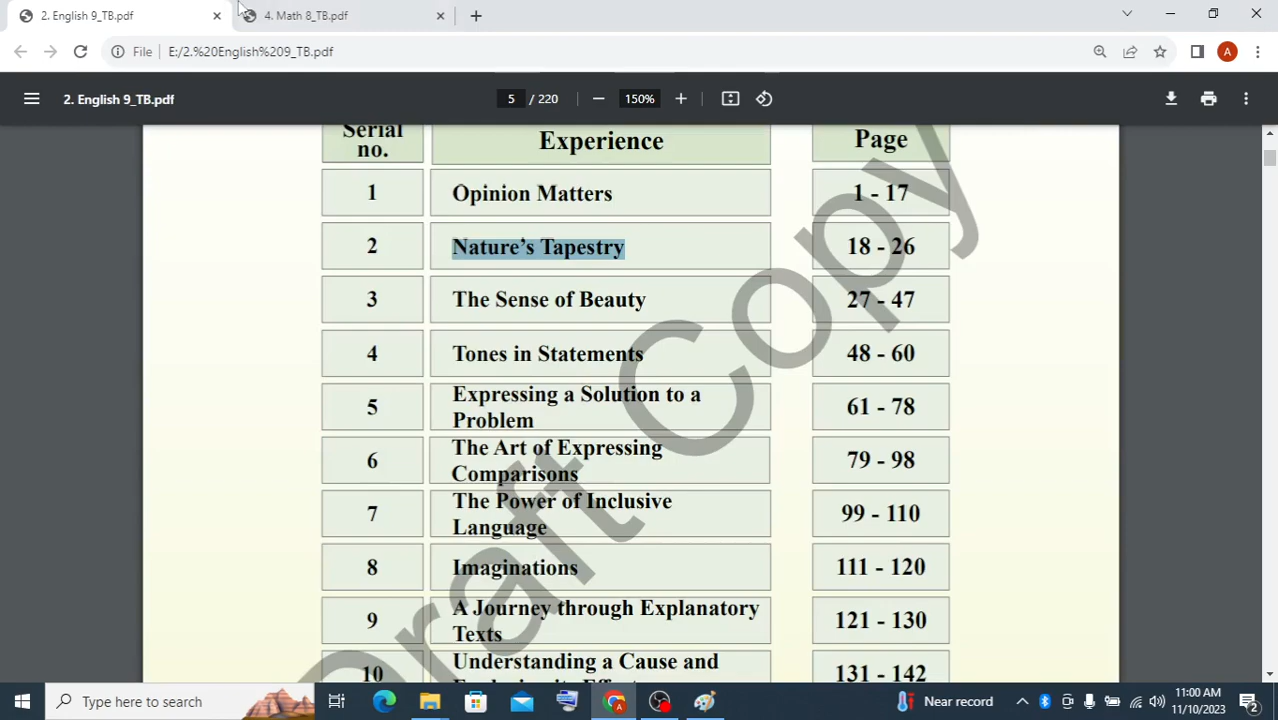 2. English 9_TB.pdf
4. Math 8_TB.pdf
File
E:/2.%20English%209_TB.pdf
A
2. English 9_TB.pdf
5 / 220
150%
Serial no.
Experience
Page
1
Opinion Matters
1 - 17
2
Nature's Tapestry
18 - 26
3
The Sense of Beauty
27 - 47
4
Tones in Statements
48 - 60
5
Expressing a Solution to a
Problem
61 - 78
6
The Art of Expressing
Comparisons
79 - 98
7
The Power of Inclusive
Language
99 - 110
8
Imaginations
111 - 120
9
A Journey through Explanatory
Texts
121 - 130
10
Understanding a Cause and
131 - 142
Draft Copy
Type here to search
Near record
11:00 AM
11/10/2023
2